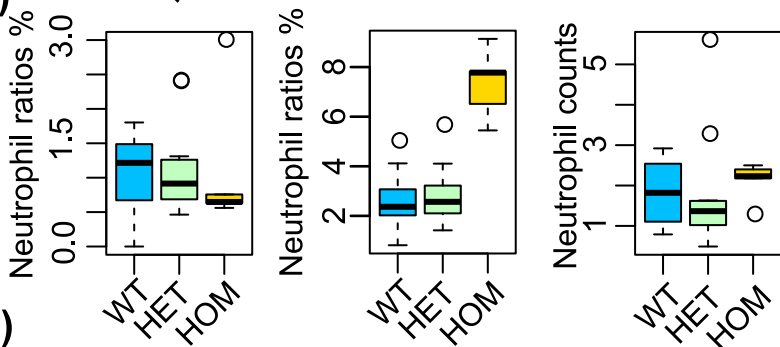 )
Neutrophil ratios %
3.0
1.5
0.0
WT
HET
HOM
Neutrophil ratios %
8
6
4
2
WT
HET
HOM
Neutrophil counts
5
3
1
WT
HET
HOM
)